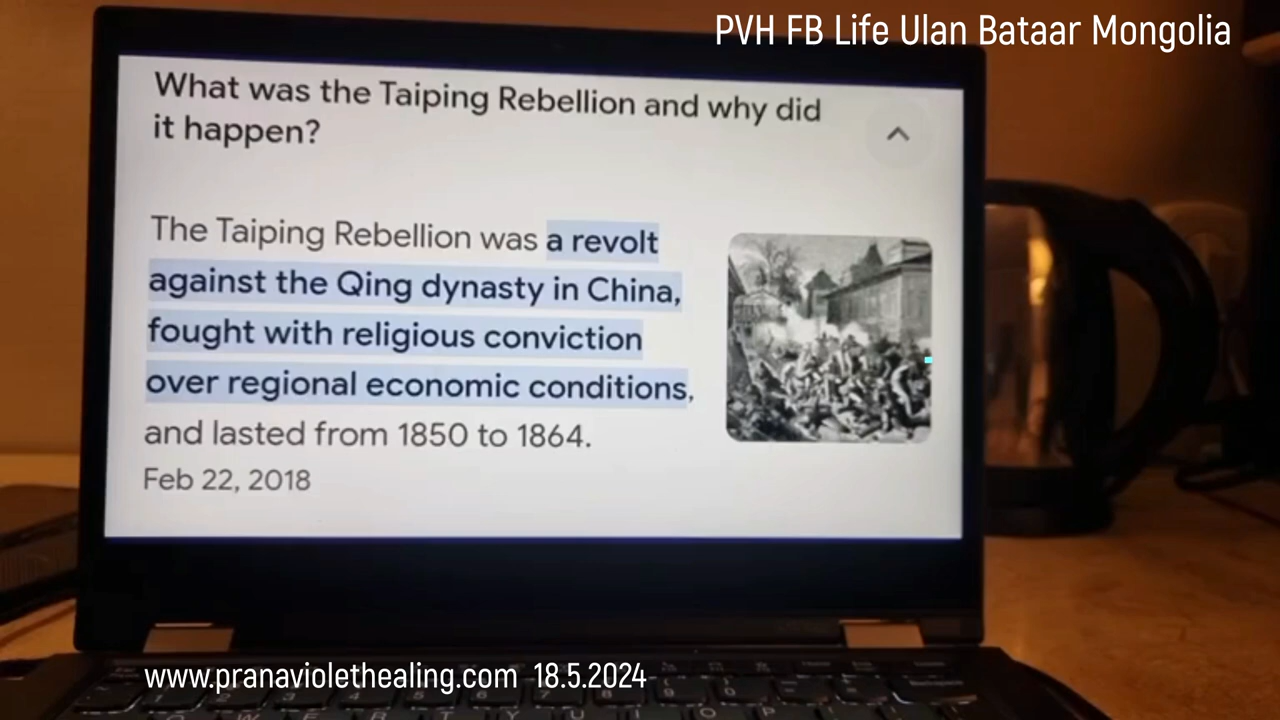 PVH FB Life Ulan Bataar Mongolia
What was the Taiping Rebellion and why did
it happen?
The Taiping Rebellion was a revolt
against the Qing dynasty in China,
fought with religious conviction
over regional economic conditions,
and lasted from 1850 to 1864.
Feb 22, 2018
www.pranaviolethealing.com 18.5.2024